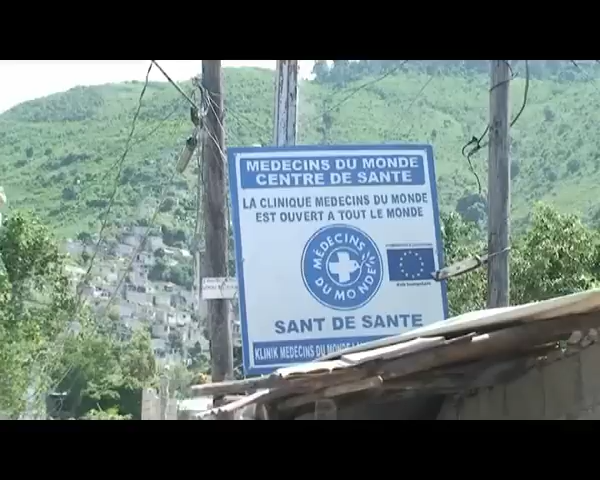 MEDECINS DU MONDE
CENTRE DE SANTE
LA CLINIQUE MEDECINS DU MONDE
EST OUVERT A TOUT LE MONDE
MÉDECINS
DU MONDE
SANT DE SANTE
KLINIK MEDECINS DU